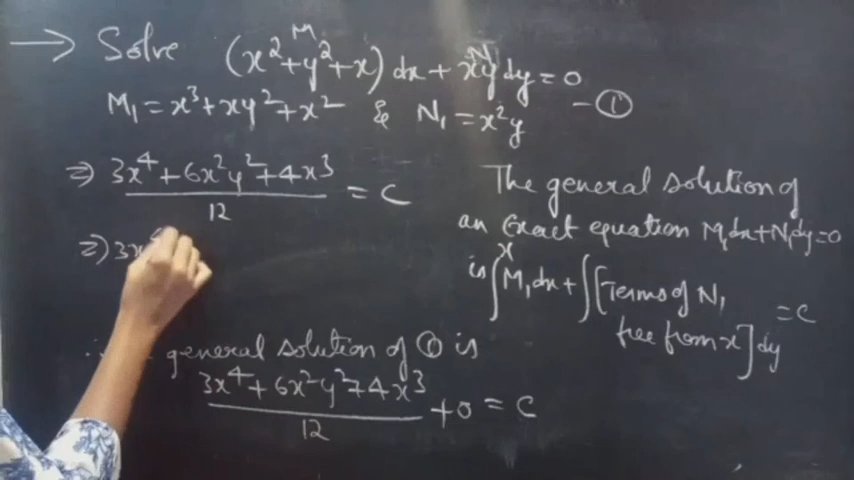 → Solve (x²+y²+x)dx + xy dy = 0 — ①
M N
M₁ = x³+xy²+x² & N₁ = x²y
⇒ 3x⁴+6x²y²+4x³ / 12 = C
⇒ 3x
The general solution of
an Exact equation M₁dx+N₁dy=0
is ∫ˣ M₁dx + ∫[Terms of N₁
free from x] dy = C
general solution of ① is
3x⁴+6x²y²+4x³ / 12 + 0 = C